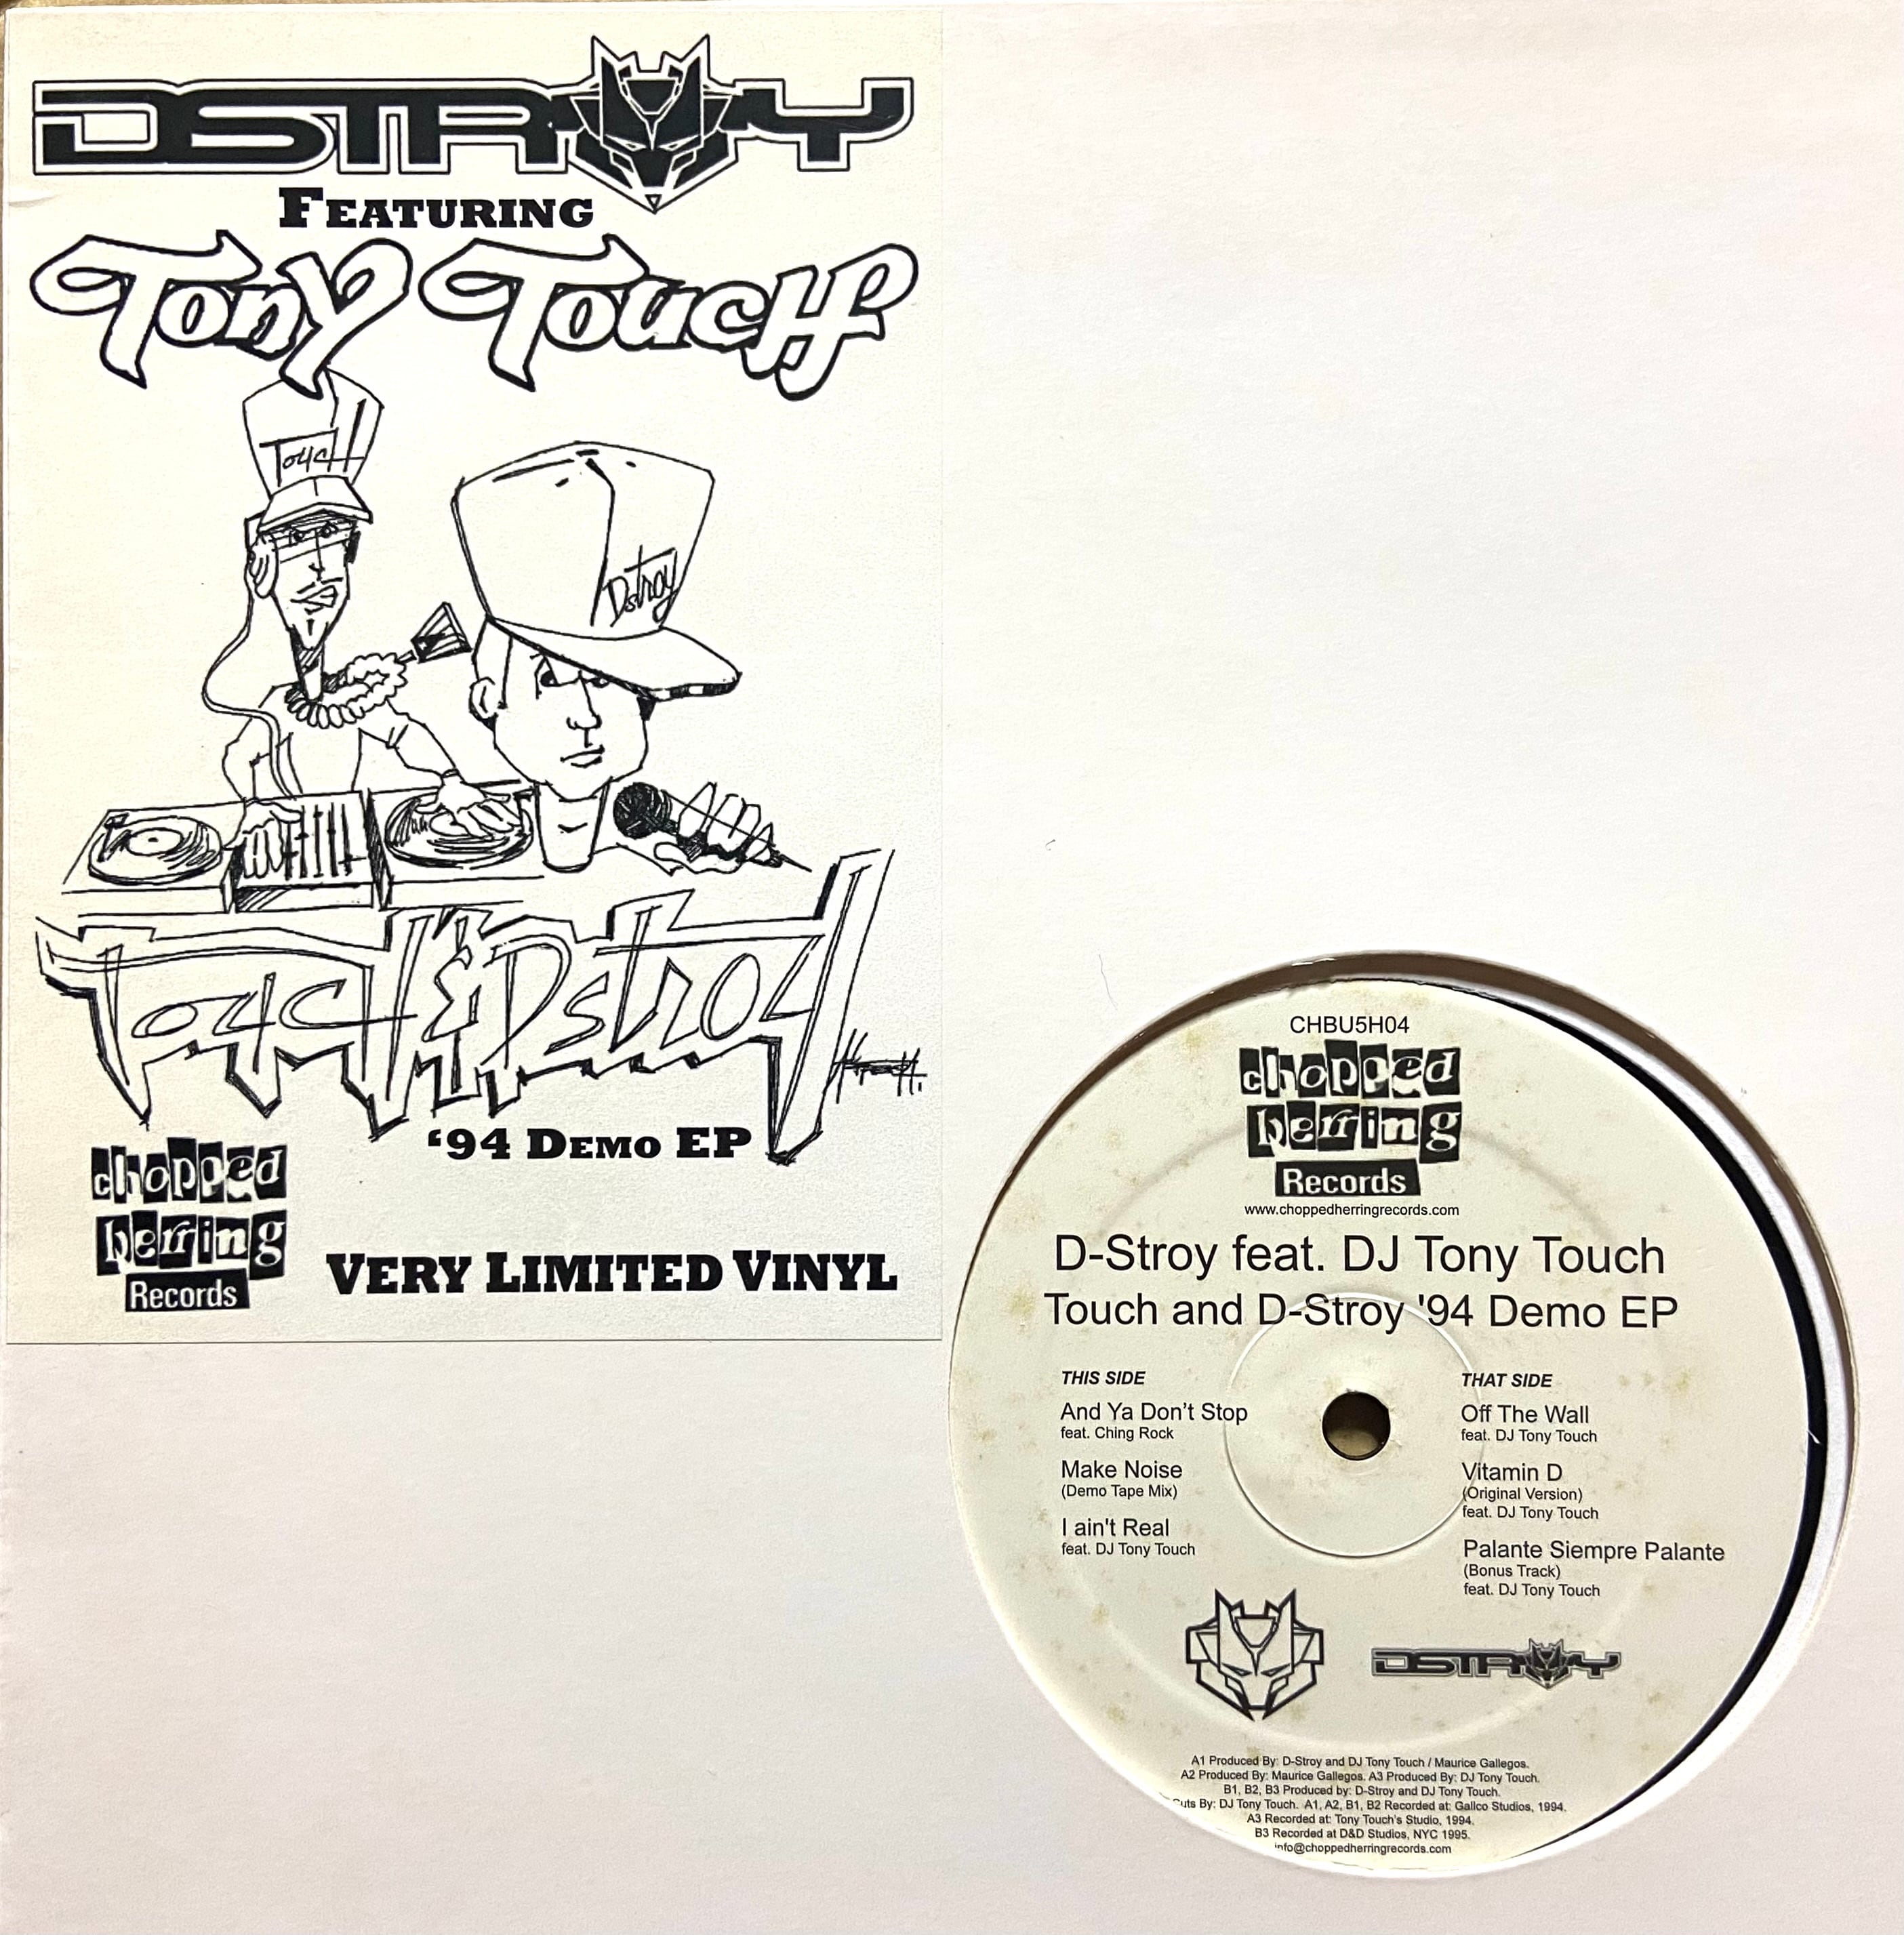 DSTROY
FEATURING
Tony Touch
Touch
Dstroy
Touch & Dstroy
‘94 DEMO EP
chopped
herring
Records
VERY LIMITED VINYL
CHBU5H04
chopped
herring
Records
www.choppedherringrecords.com
D-Stroy feat. DJ Tony Touch
Touch and D-Stroy '94 Demo EP
THIS SIDE
And Ya Don’t Stop
feat. Ching Rock
Make Noise
(Demo Tape Mix)
I ain't Real
feat. DJ Tony Touch
THAT SIDE
Off The Wall
feat. DJ Tony Touch
Vitamin D
(Original Version)
feat. DJ Tony Touch
Palante Siempre Palante
(Bonus Track)
feat. DJ Tony Touch
DSTROY
A1 Produced By: D-Stroy and DJ Tony Touch / Maurice Gallegos.
A2 Produced By: Maurice Gallegos. A3 Produced By: DJ Tony Touch.
B1, B2, B3 Produced by: D-Stroy and DJ Tony Touch.
Cuts By: DJ Tony Touch. A1, A2, B1, B2 Recorded at: Gallco Studios, 1994.
A3 Recorded at: Tony Touch's Studio, 1994.
B3 Recorded at D&D Studios, NYC 1995.
info@choppedherringrecords.com